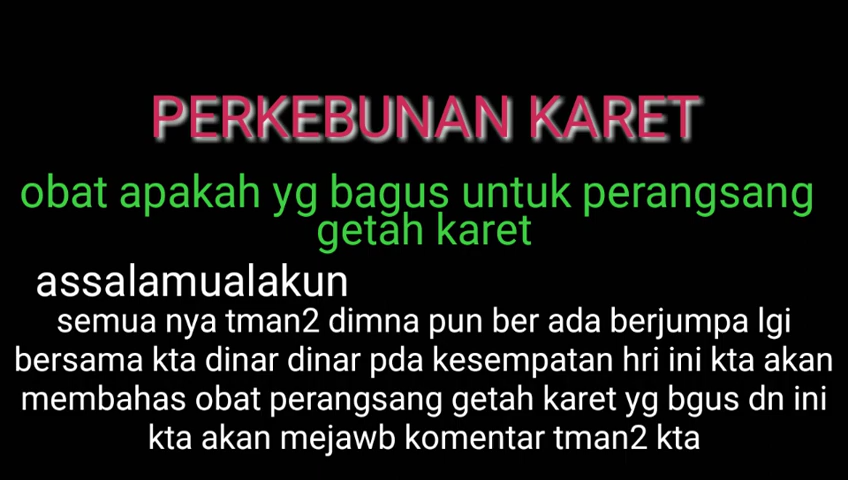 PERKEBUNAN KARET
obat apakah yg bagus untuk perangsang
getah karet
assalamualakun
semua nya tman2 dimna pun ber ada berjumpa lgi
bersama kta dinar dinar pda kesempatan hri ini kta akan
membahas obat perangsang getah karet yg bgus dn ini
kta akan mejawb komentar tman2 kta